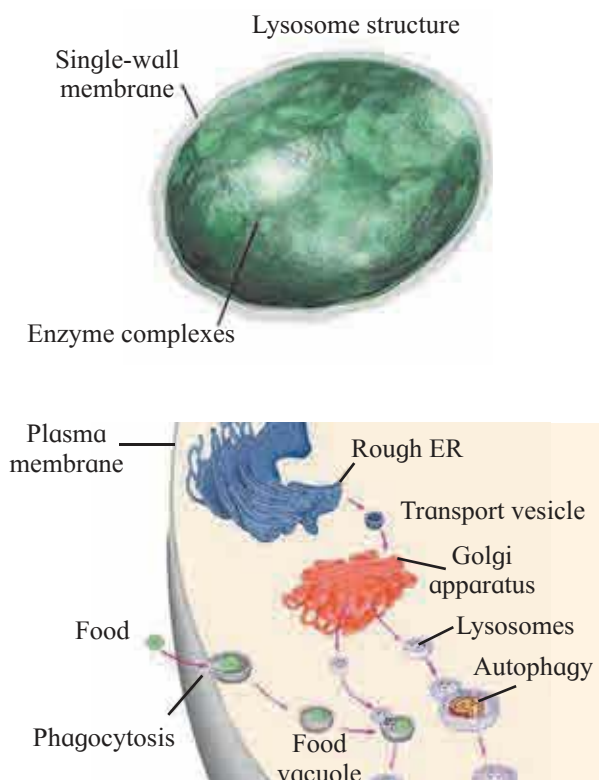 Lysosome structure
Single-wall
membrane
Enzyme complexes
Plasma
membrane
Rough ER
Transport vesicle
Golgi
apparatus
Lysosomes
Food
Autophagy
Phagocytosis
Food
vacuole